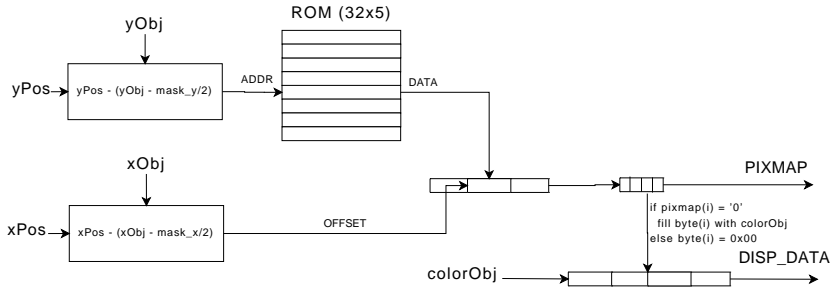 ROM (32x5)
yObj
ADDR
DATA
yPos
yPos - (yObj - mask_y/2)
xObj
PIXMAP
if pixmap(i) = '0'
fill byte(i) with colorObj
else byte(i) = 0x00
OFFSET
xPos
xPos - (xObj - mask_x/2)
DISP_DATA
colorObj